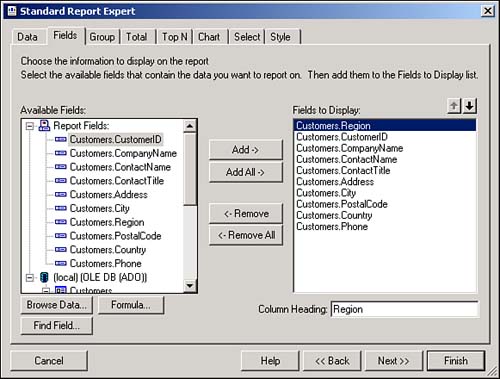 Standard Report Expert
Data Fields Group Total Top N Chart Select Style
Choose the information to display on the report
Select the available fields that contain the data you want to report on. Then add them to the Fields to Display list.
Available Fields:
Report Fields:
Customers.CustomerID
Customers.CompanyName
Customers.ContactName
Customers.ContactTitle
Customers.Address
Customers.City
Customers.Region
Customers.PostalCode
Customers.Country
Customers.Phone
(local) (OLE DB (ADO))
Customers
Browse Data...
Formula...
Find Field...
Add ->
Add All ->
<- Remove
<- Remove All
Fields to Display:
Customers.Region
Customers.CustomerID
Customers.CompanyName
Customers.ContactName
Customers.ContactTitle
Customers.Address
Customers.City
Customers.PostalCode
Customers.Country
Customers.Phone
Column Heading: Region
Cancel
Help
<< Back
Next >>
Finish